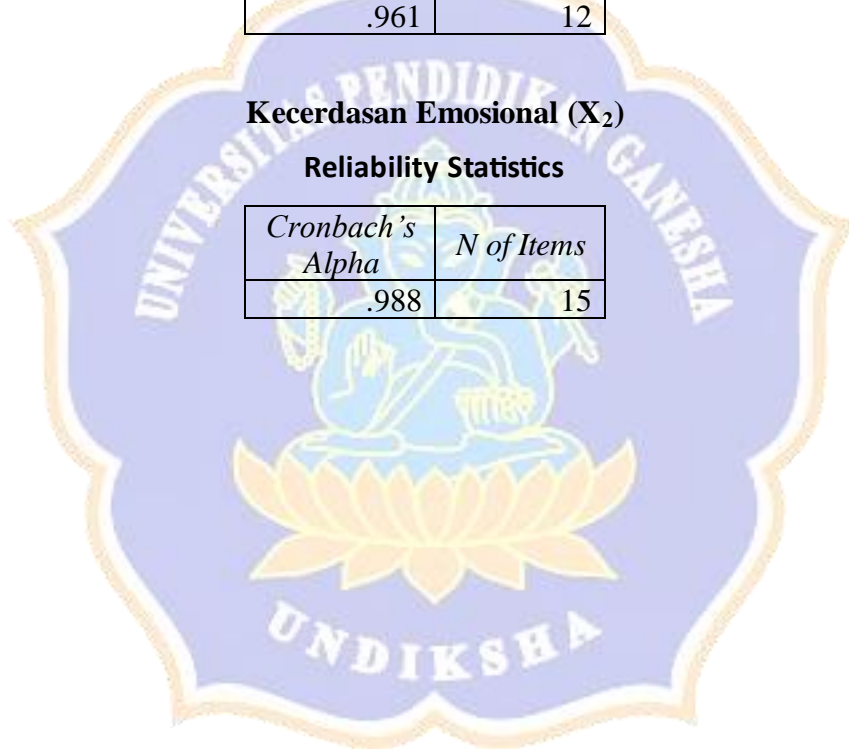 .961 12
Kecerdasan Emosional (X₂)
Reliability Statistics
Cronbach's Alpha N of Items
.988 15
UNIVERSITAS PENDIDIKAN GANESHA
UNDIKSHA